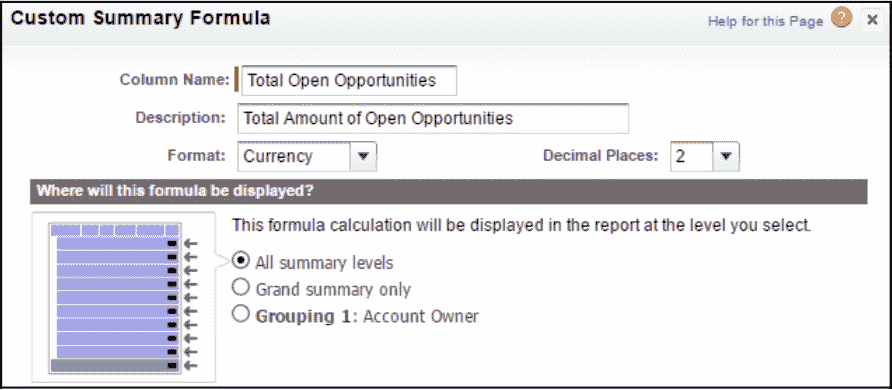 Custom Summary Formula
Help for this Page ?
Column Name: Total Open Opportunities
Description: Total Amount of Open Opportunities
Format: Currency Decimal Places: 2
Where will this formula be displayed?
This formula calculation will be displayed in the report at the level you select.
All summary levels
Grand summary only
Grouping 1: Account Owner